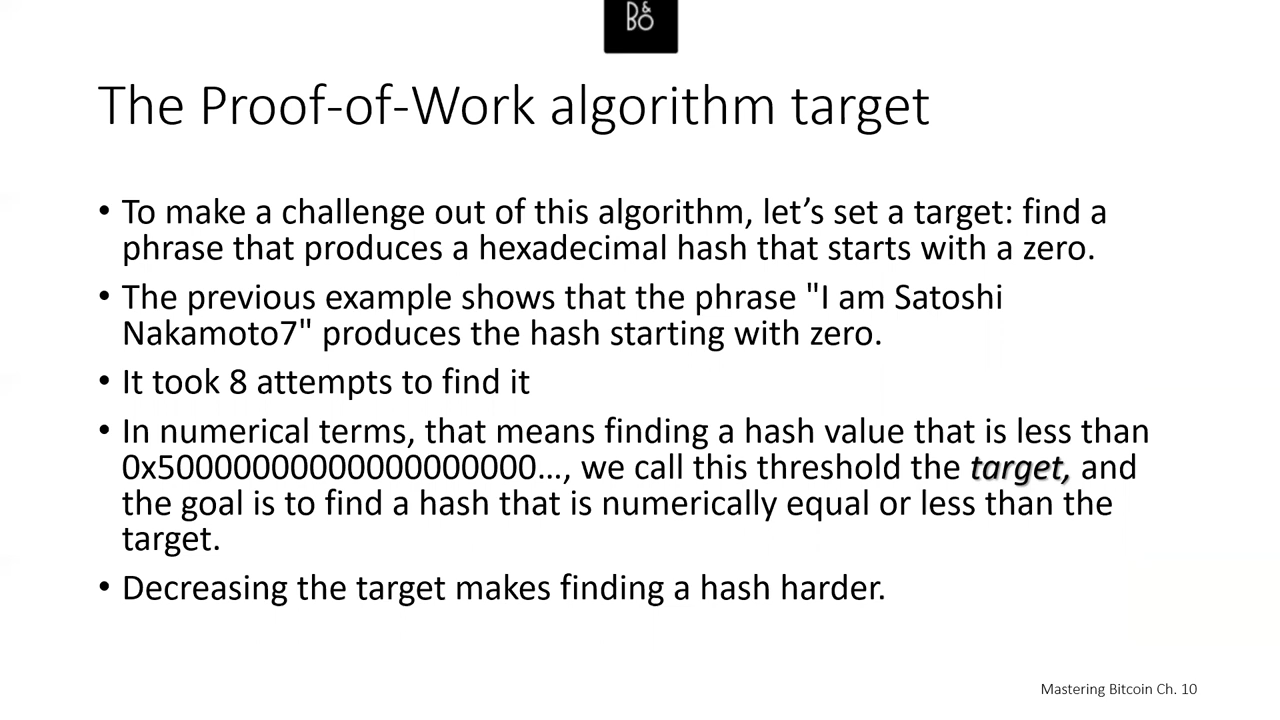 B&O
The Proof-of-Work algorithm target
• To make a challenge out of this algorithm, let’s set a target: find a
phrase that produces a hexadecimal hash that starts with a zero.
• The previous example shows that the phrase "I am Satoshi
Nakamoto7" produces the hash starting with zero.
• It took 8 attempts to find it
• In numerical terms, that means finding a hash value that is less than
0x50000000000000000000…, we call this threshold the target, and
the goal is to find a hash that is numerically equal or less than the
target.
• Decreasing the target makes finding a hash harder.
Mastering Bitcoin Ch. 10